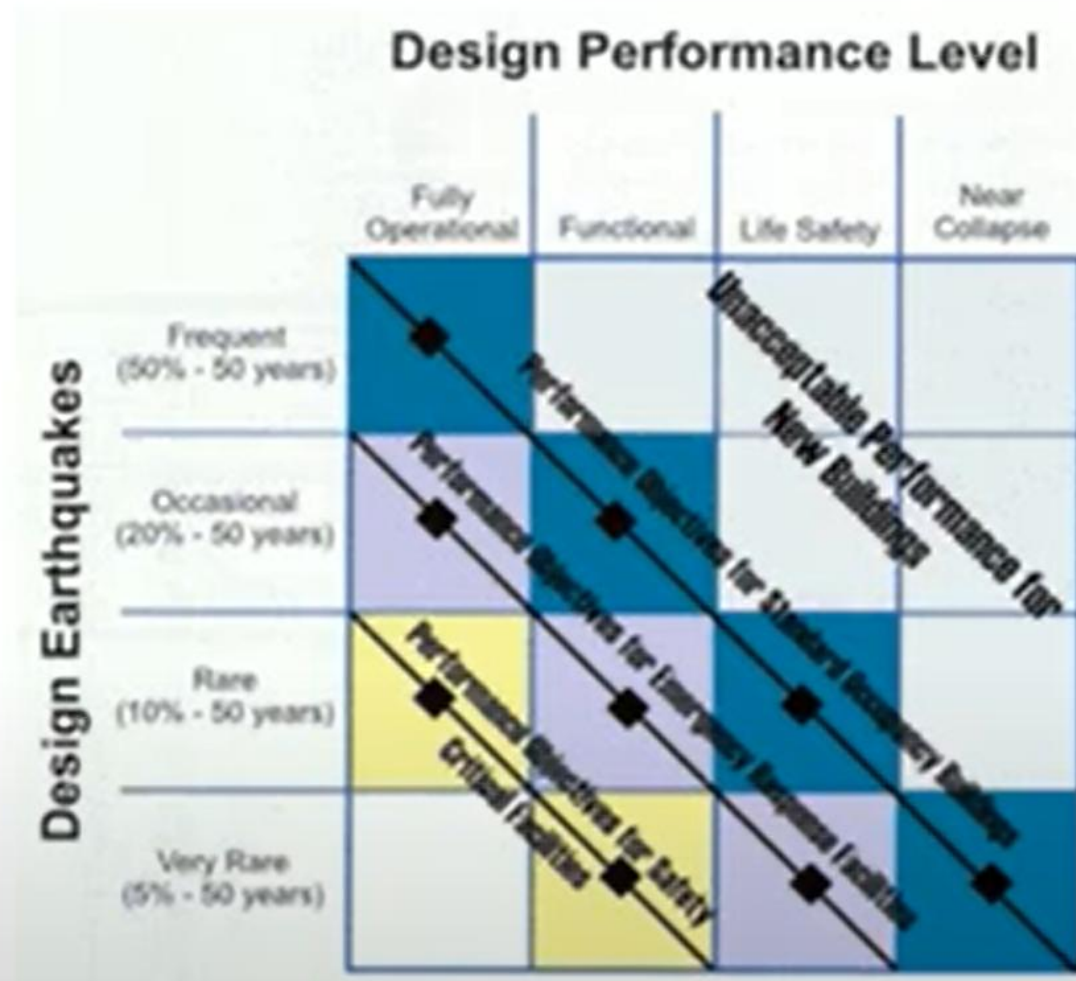 Design Performance Level
Fully
Operational
Functional
Life Safety
Near
Collapse
Design Earthquakes
Frequent
(50% - 50 years)
Occasional
(20% - 50 years)
Rare
(10% - 50 years)
Very Rare
(5% - 50 years)
Unacceptable Performance for
New Buildings
Performance Objectives for Standard Occupancy Buildings
Performance Objectives for Emergency Response Facilities
Performance Objectives for Safety
Critical Facilities